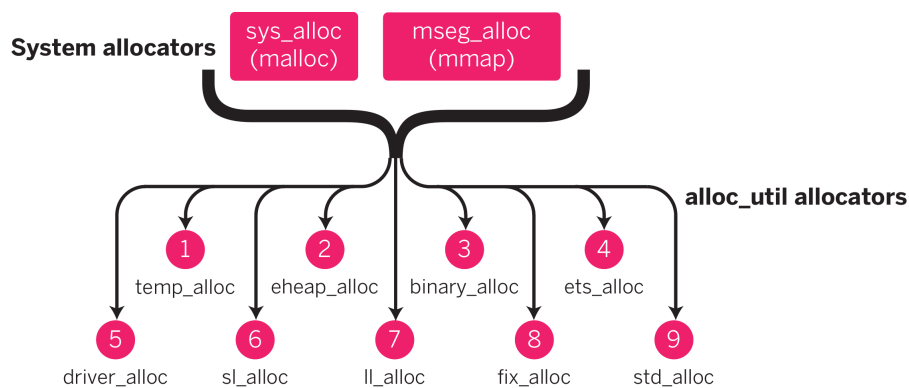 System allocators
sys_alloc
(malloc)
mseg_alloc
(mmap)
alloc_util allocators
1
temp_alloc
2
eheap_alloc
3
binary_alloc
4
ets_alloc
5
driver_alloc
6
sl_alloc
7
ll_alloc
8
fix_alloc
9
std_alloc